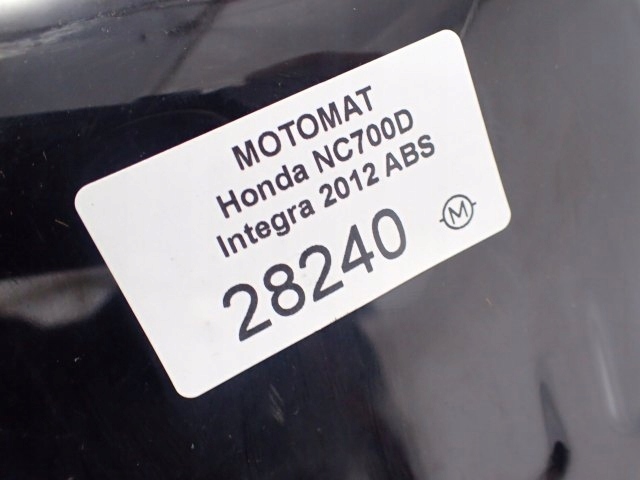 MOTOMAT
Honda NC700D
Integra 2012 ABS
28240
M